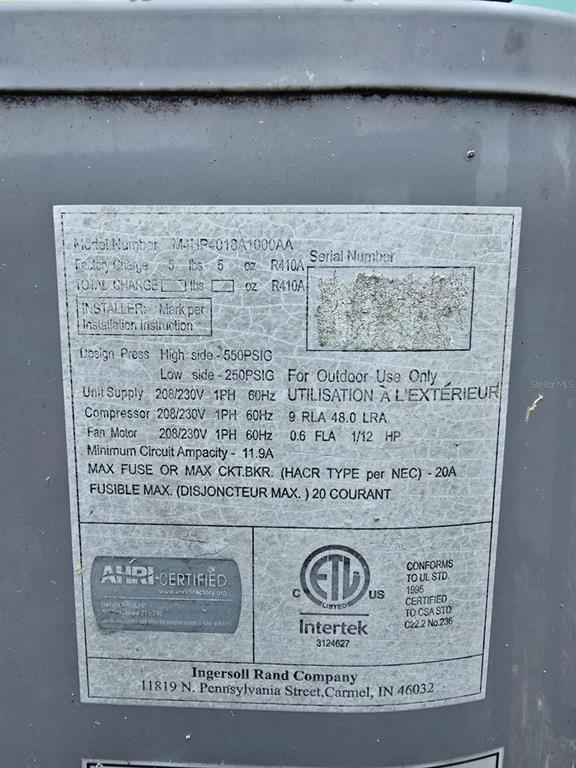 Model Number M4HP4018A1000AA
Serial Number
Factory Charge 5 lbs 5 oz R410A
TOTAL CHARGE lbs oz R410A
INSTALLER: Mark per
Installation Instruction
Design Press High side - 550PSIG
Low side - 250PSIG
For Outdoor Use Only
Unit Supply 208/230V 1PH 60Hz
UTILISATION À L'EXTÉRIEUR
Compressor 208/230V 1PH 60Hz 9 RLA 48.0 LRA
Fan Motor 208/230V 1PH 60Hz 0.6 FLA 1/12 HP
Minimum Circuit Ampacity - 11.9A
MAX FUSE OR MAX CKT.BKR. (HACR TYPE per NEC) - 20A
FUSIBLE MAX. (DISJONCTEUR MAX. ) 20 COURANT
AHRI CERTIFIED
www.ahridirectory.org
C ETL US
LISTED
Intertek
3124627
CONFORMS
TO UL STD.
1995
CERTIFIED
TO CSA STD
C22.2 No.236
Ingersoll Rand Company
11819 N. Pennsylvania Street,Carmel, IN 46032
Stellar MLS